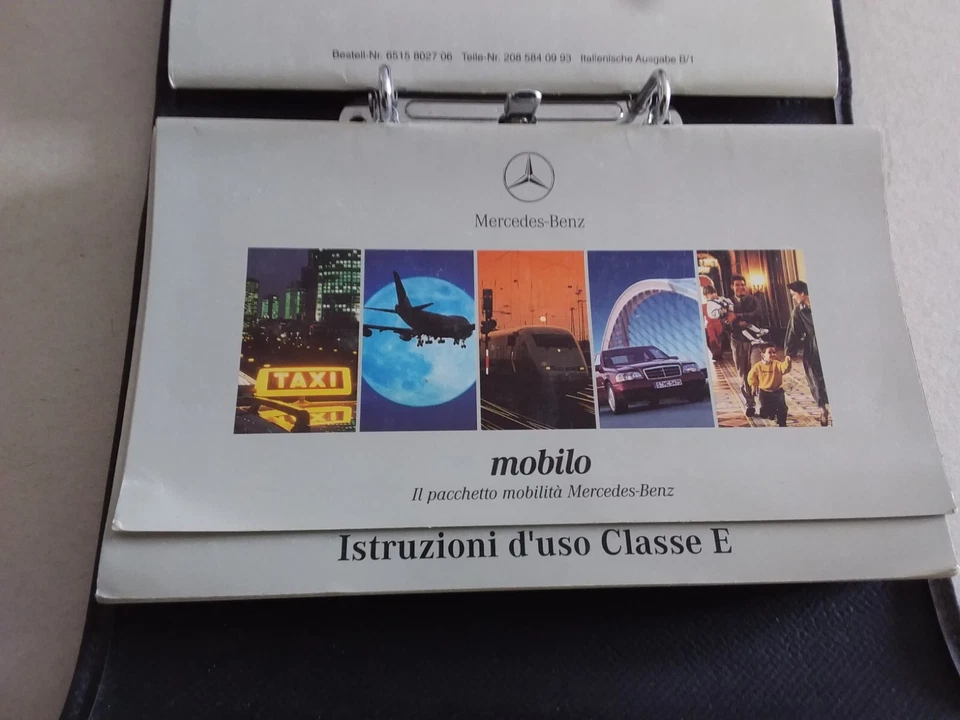 Bestell-Nr. 6515 8027 06 Teile-Nr. 208 584 09 93 Italienische Ausgabe B/1
Mercedes-Benz
TAXI
mobilo
Il pacchetto mobilità Mercedes-Benz
Istruzioni d'uso Classe E